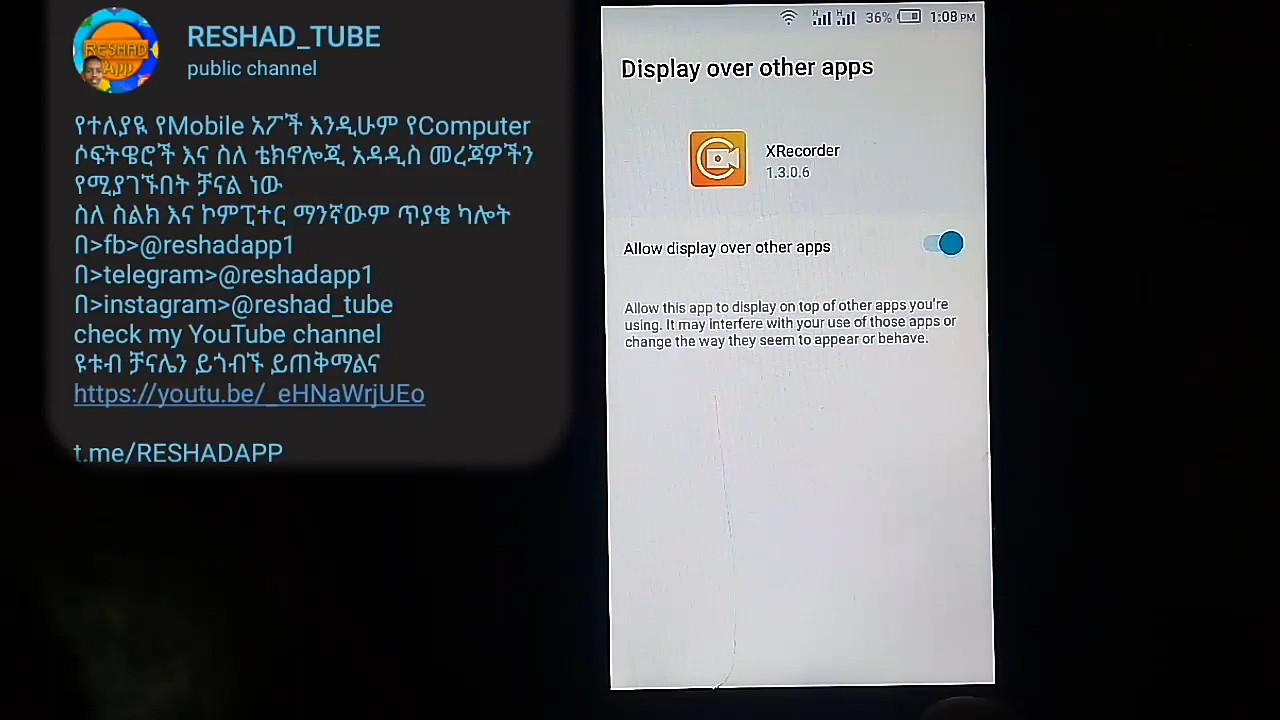 RESHAD_TUBE
public channel
RESHAD
APP
የተለያዩ የMobile አፖች እንዲሁም የComputer
ሶፍትዌሮች እና ስለ ቴክኖሎጂ አዳዲስ መረጃዎችን
የሚያገኙበት ቻናል ነው
ስለ ስልክ እና ኮምፒተር ማንኛውም ጥያቄ ካሎት
በ>fb>@reshadapp1
በ>telegram>@reshadapp1
በ>instagram>@reshad_tube
check my YouTube channel
ዩቱብ ቻናሌን ይጎብኙ ይጠቅማልና
https://youtu.be/_eHNaWrjUEo
t.me/RESHADAPP
H H 36% 1:08 PM
Display over other apps
XRecorder
1.3.0.6
Allow display over other apps
Allow this app to display on top of other apps you're
using. It may interfere with your use of those apps or
change the way they seem to appear or behave.